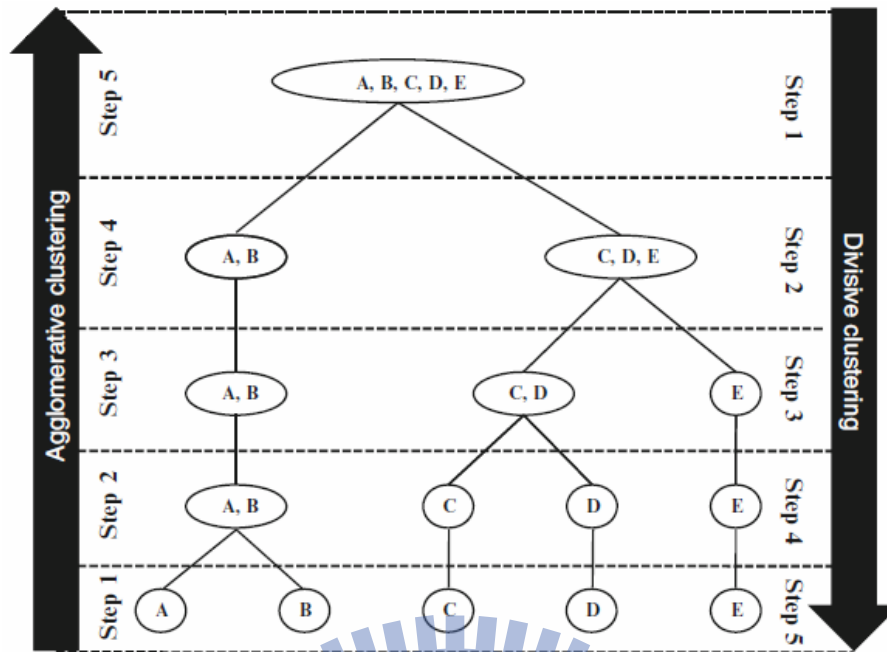 Agglomerative clustering
Divisive clustering
Step 5
A, B, C, D, E
Step 1
Step 4
A, B
C, D, E
Step 2
Step 3
A, B
C, D
E
Step 3
Step 2
A, B
C
D
E
Step 4
Step 1
A
B
C
D
E
Step 5